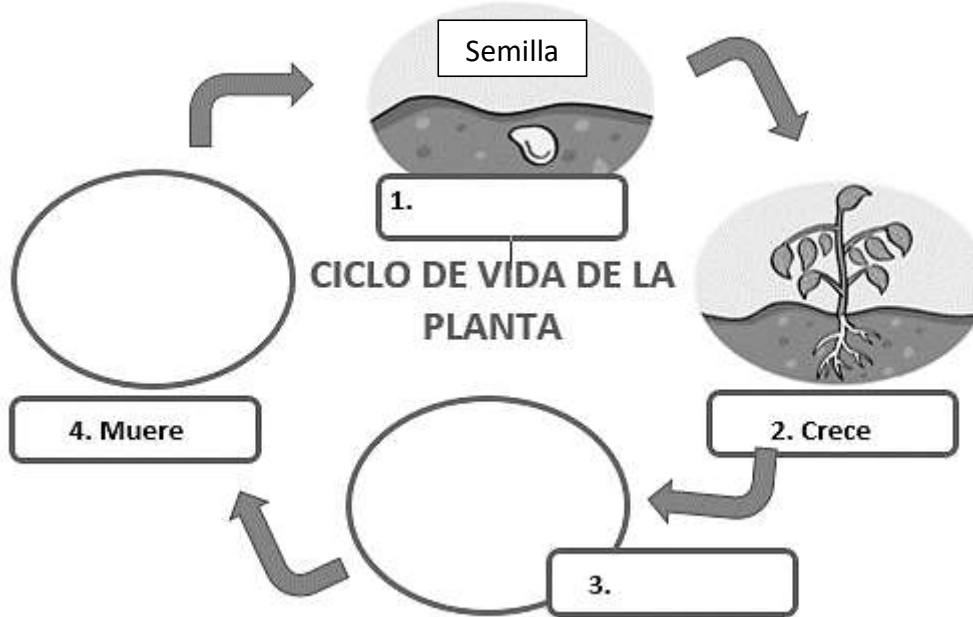 Semilla
1.
CICLO DE VIDA DE LA
PLANTA
2. Crece
3.
4. Muere